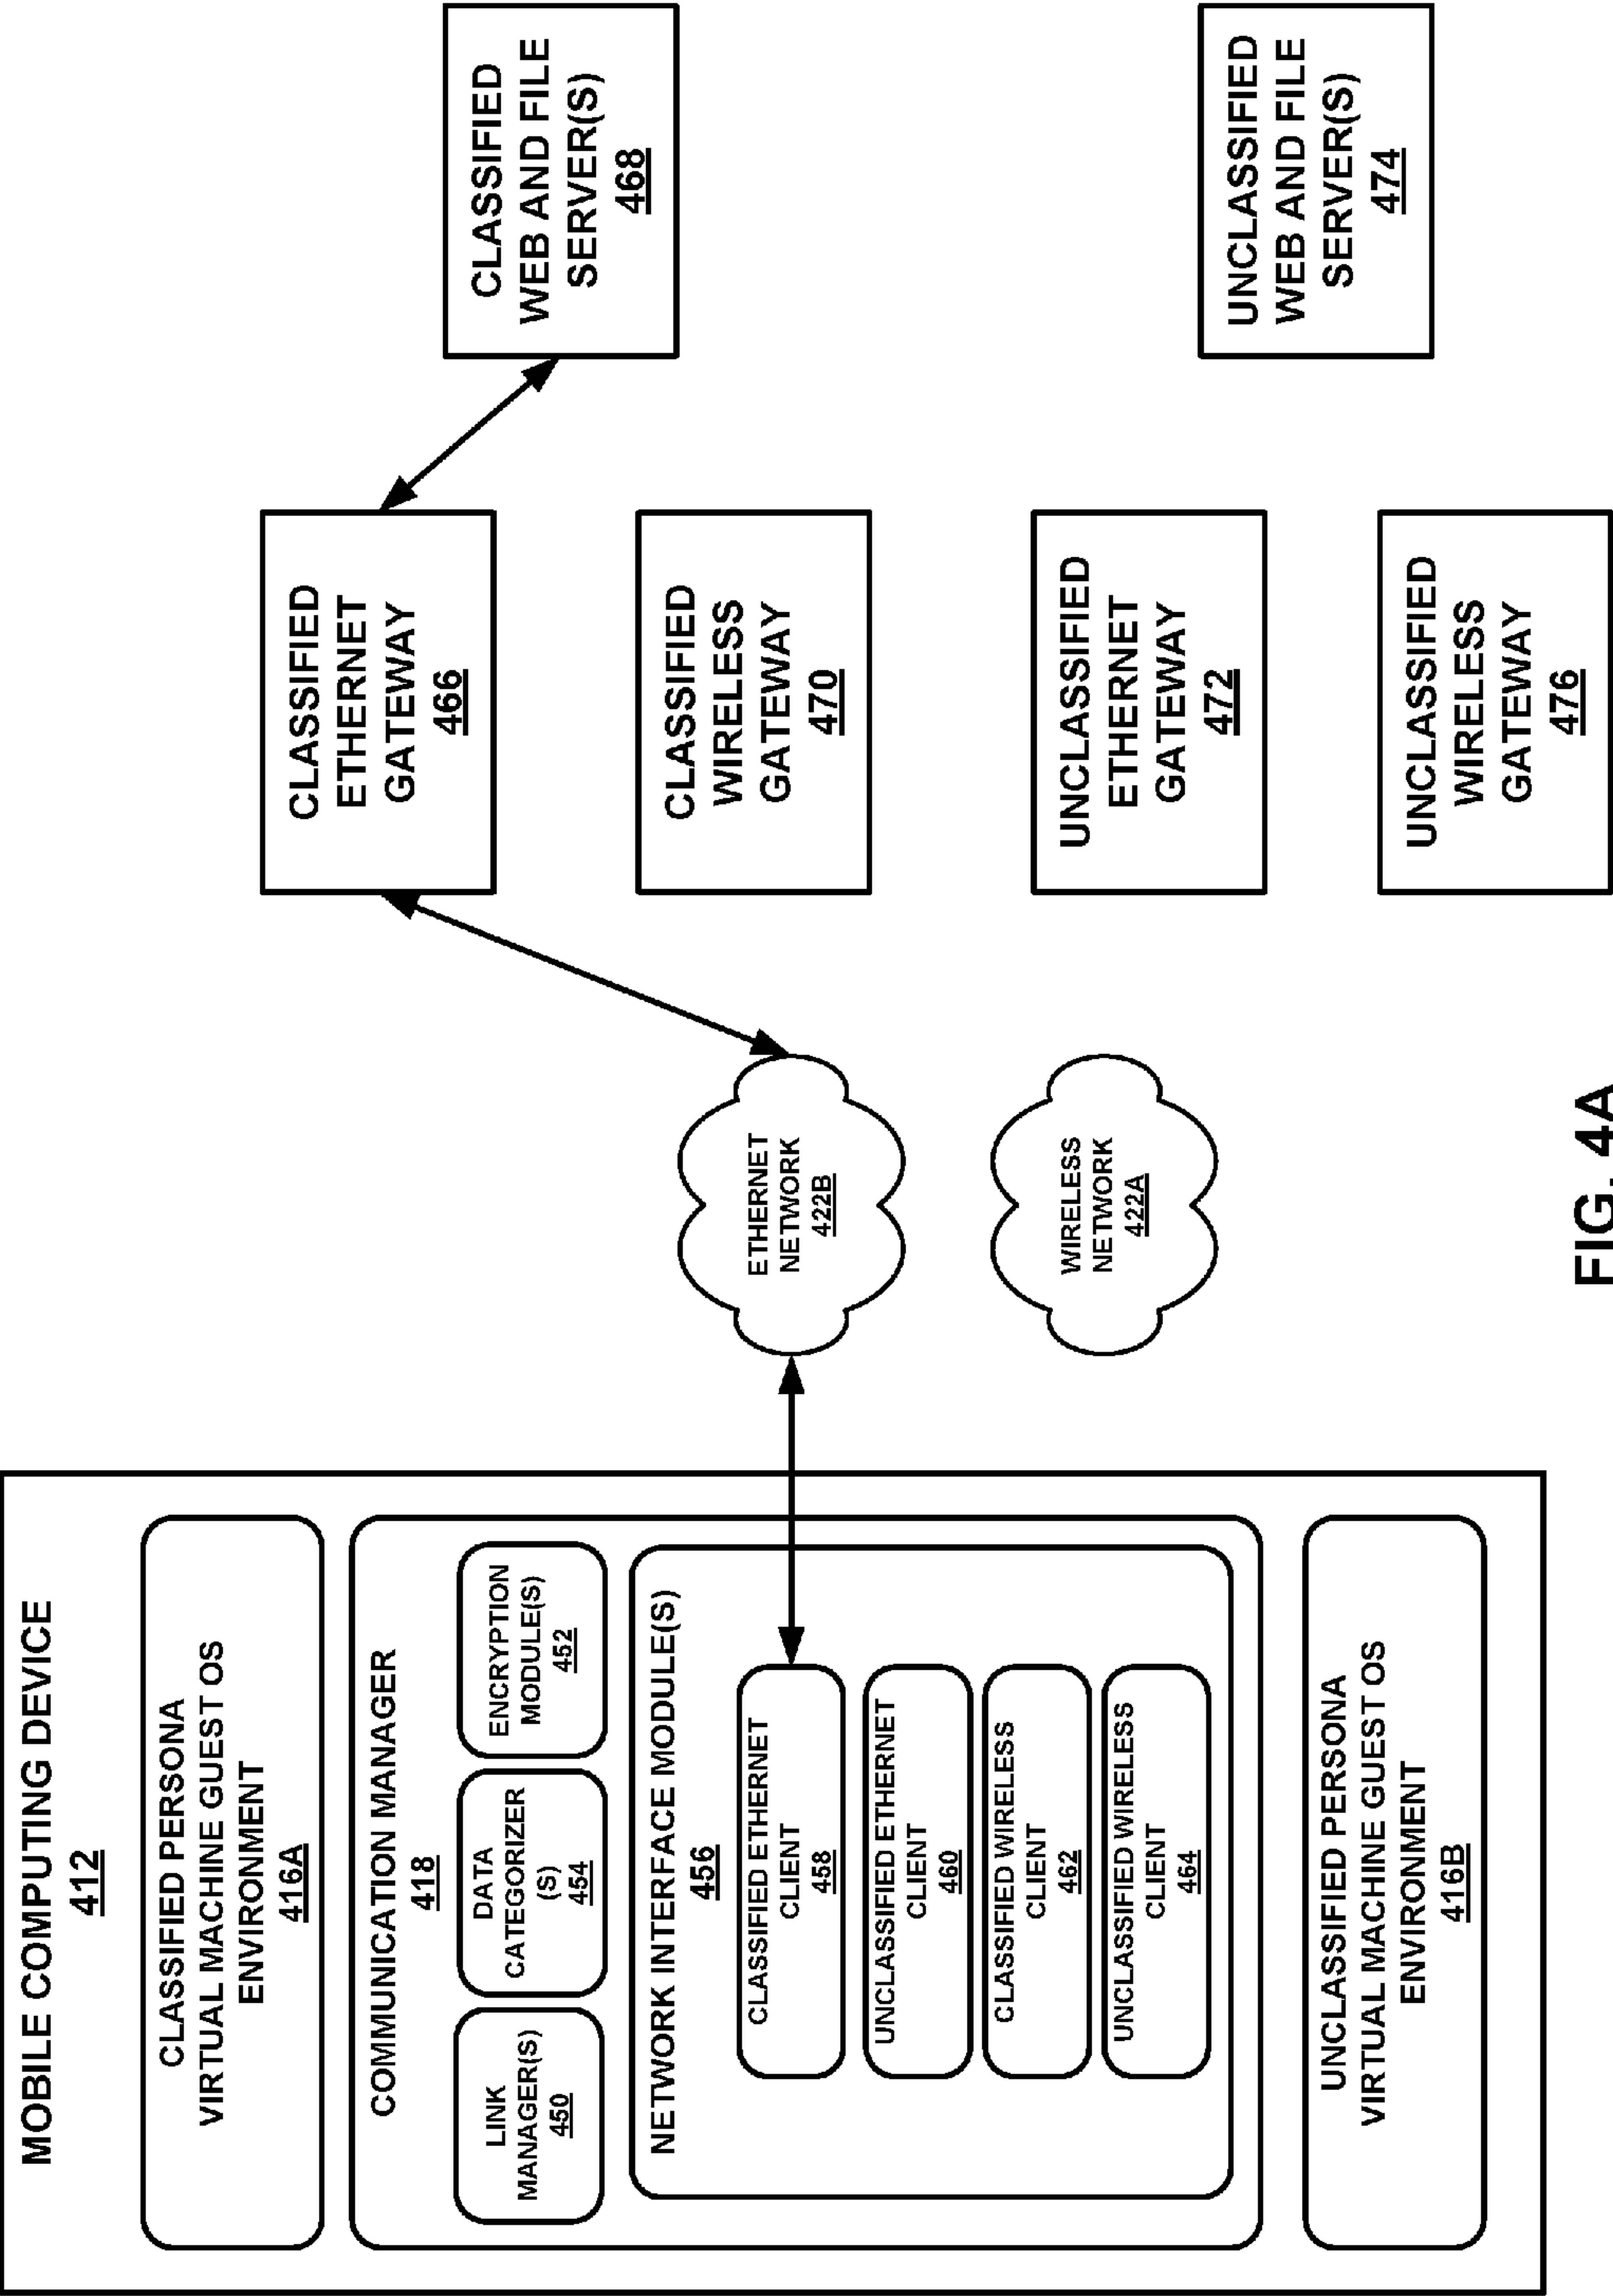 MOBILE COMPUTING DEVICE
412
CLASSIFIED PERSONA
VIRTUAL MACHINE GUEST OS
ENVIRONMENT
416A
COMMUNICATION MANAGER
418
LINK
MANAGER(S)
450
DATA
CATEGORIZER
(S)
454
ENCRYPTION
MODULE(S)
452
NETWORK INTERFACE MODULE(S)
456
CLASSIFIED ETHERNET
CLIENT
458
UNCLASSIFIED ETHERNET
CLIENT
460
CLASSIFIED WIRELESS
CLIENT
462
UNCLASSIFIED WIRELESS
CLIENT
464
UNCLASSIFIED PERSONA
VIRTUAL MACHINE GUEST OS
ENVIRONMENT
416B
ETHERNET
NETWORK
422B
WIRELESS
NETWORK
422A
CLASSIFIED
ETHERNET
GATEWAY
466
CLASSIFIED
WIRELESS
GATEWAY
470
UNCLASSIFIED
ETHERNET
GATEWAY
472
UNCLASSIFIED
WIRELESS
GATEWAY
476
CLASSIFIED
WEB AND FILE
SERVER(S)
468
UNCLASSIFIED
WEB AND FILE
SERVER(S)
474
FIG. 4A